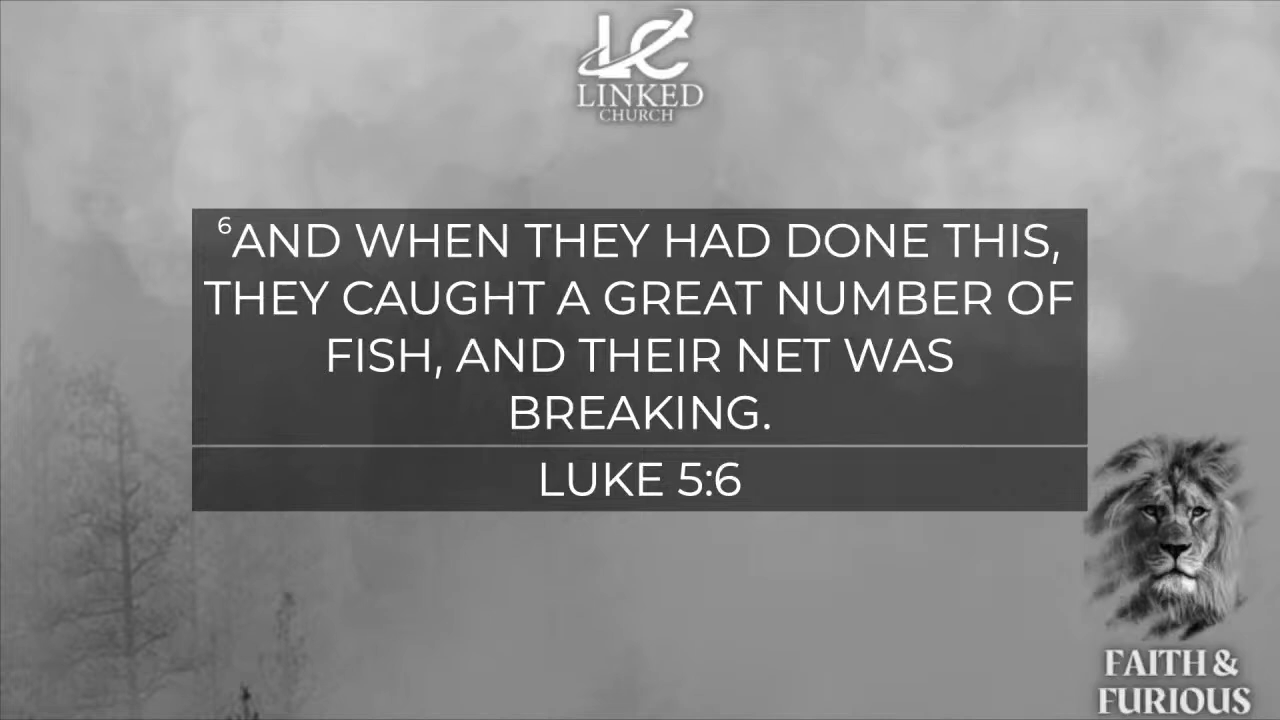 LC
LINKED
CHURCH
⁶AND WHEN THEY HAD DONE THIS,
THEY CAUGHT A GREAT NUMBER OF
FISH, AND THEIR NET WAS
BREAKING.
LUKE 5:6
FAITH &
FURIOUS